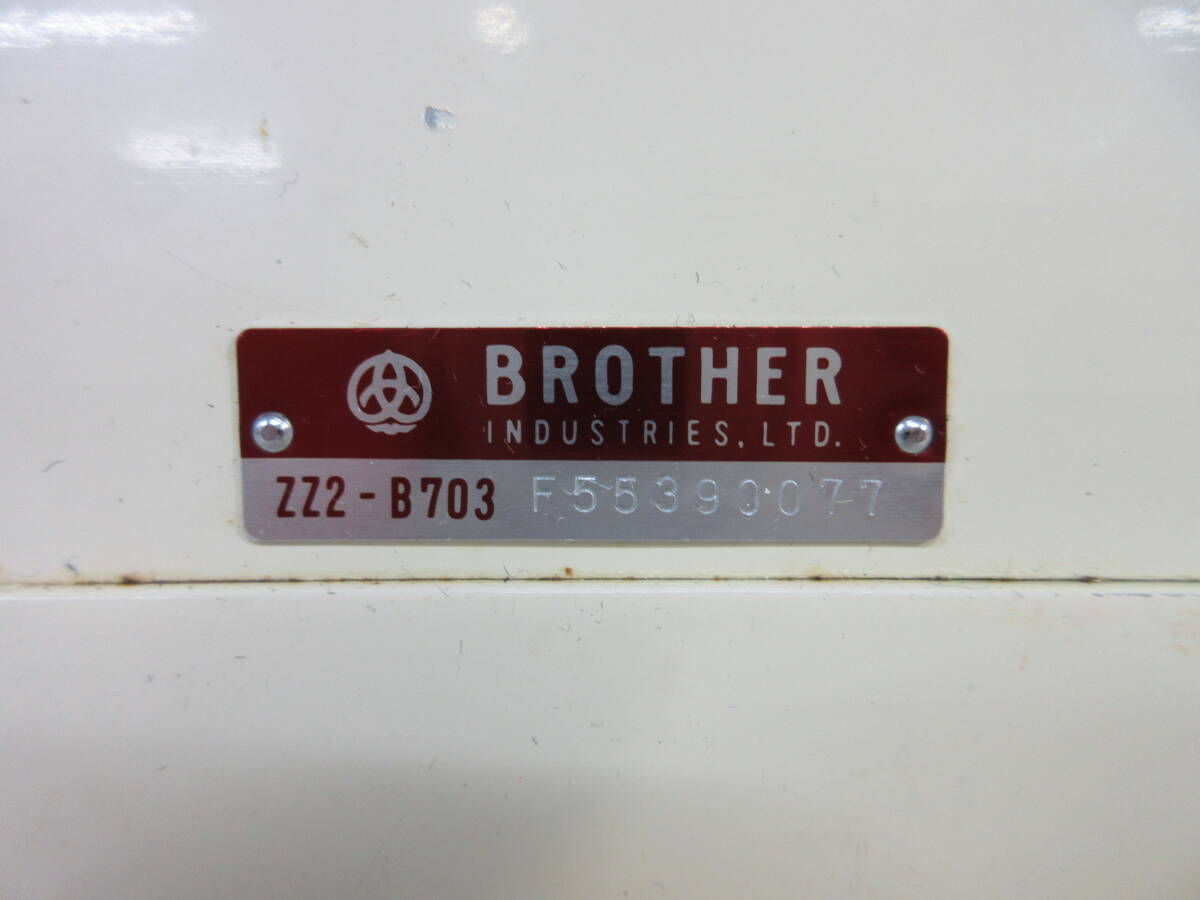 BROTHER
INDUSTRIES, LTD.
ZZ2-B703 F55390077